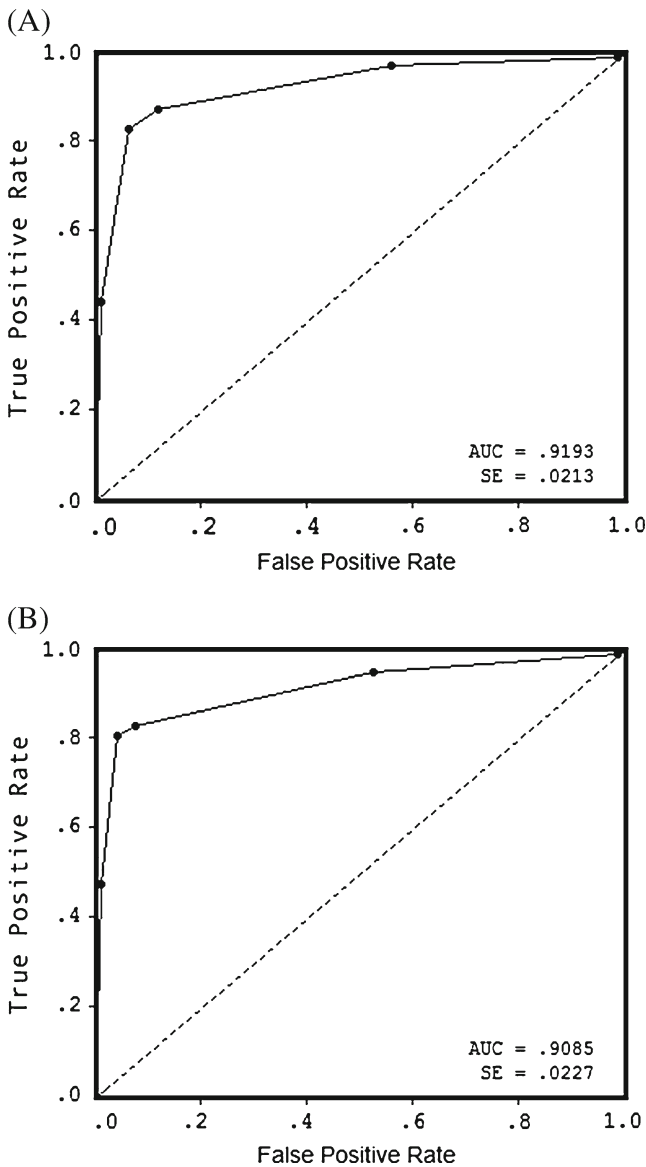 (A)
True Positive Rate
1.0
.8
.6
.4
.2
.0
AUC = .9193
SE = .0213
.0 .2 .4 .6 .8 1.0
False Positive Rate
(B)
True Positive Rate
1.0
.8
.6
.4
.2
.0
AUC = .9085
SE = .0227
.0 .2 .4 .6 .8 1.0
False Positive Rate